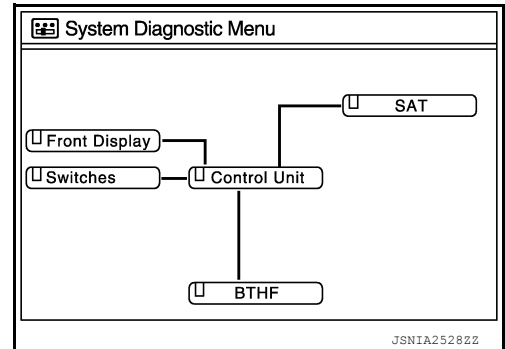 System Diagnostic Menu
SAT
Front Display
Switches
Control Unit
BTHF
JSNIA2528ZZ